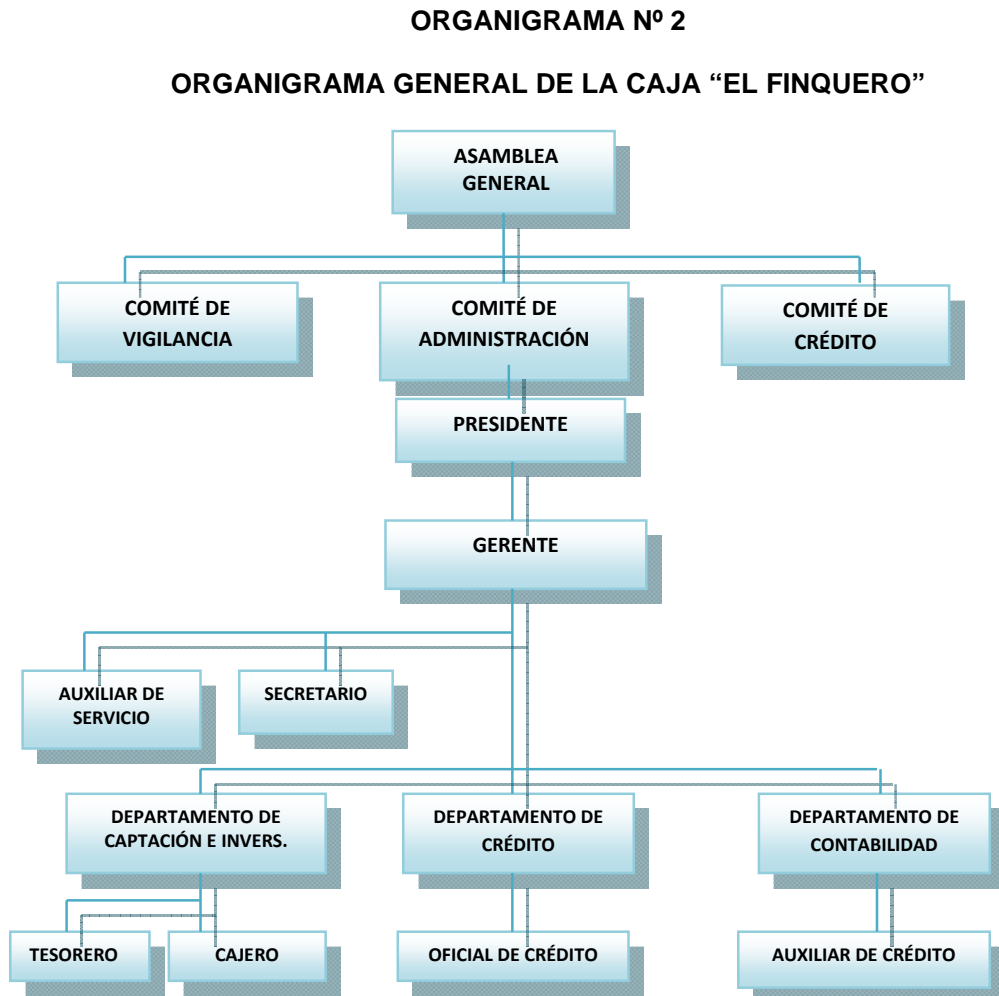 ORGANIGRAMA Nº 2
ORGANIGRAMA GENERAL DE LA CAJA “EL FINQUERO”
ASAMBLEA
GENERAL
COMITÉ DE
VIGILANCIA
COMITÉ DE
ADMINISTRACIÓN
COMITÉ DE
CRÉDITO
PRESIDENTE
GERENTE
AUXILIAR DE
SERVICIO
SECRETARIO
DEPARTAMENTO DE
CAPTACIÓN E INVERS.
DEPARTAMENTO DE
CRÉDITO
DEPARTAMENTO DE
CONTABILIDAD
TESORERO
CAJERO
OFICIAL DE CRÉDITO
AUXILIAR DE CRÉDITO